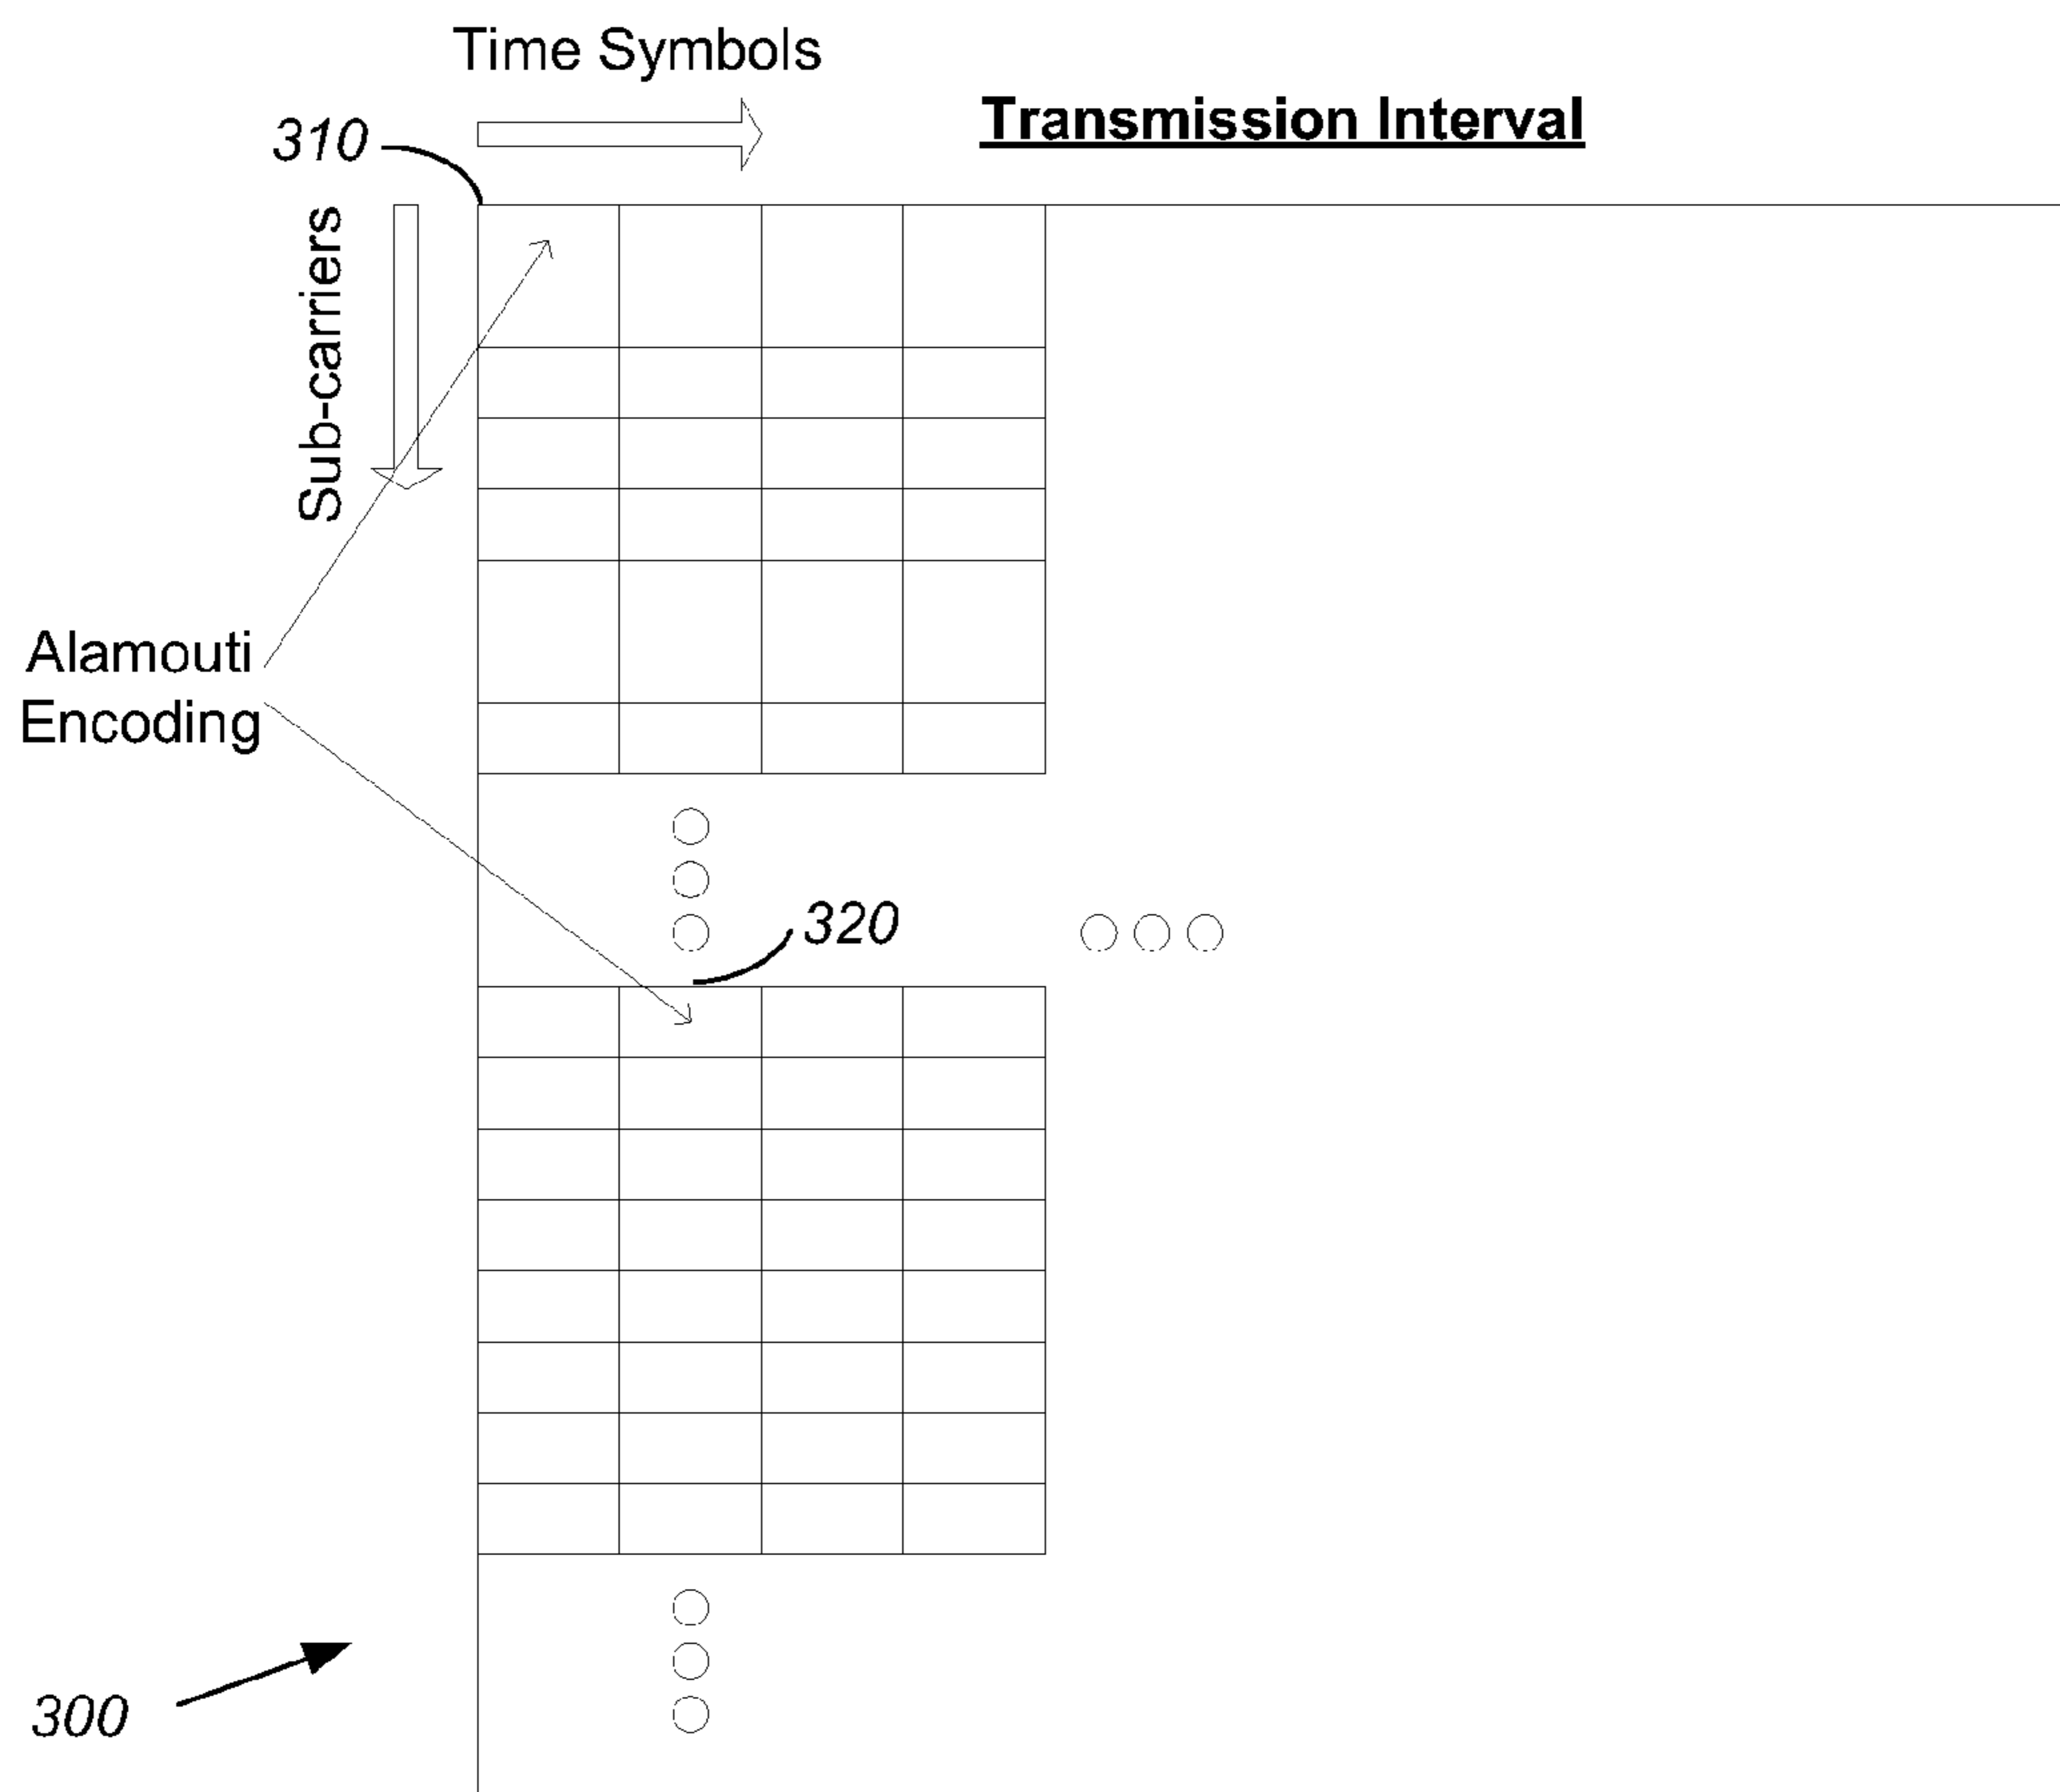 Time Symbols
Transmission Interval
310
Sub-carriers
Alamouti
Encoding
320
300